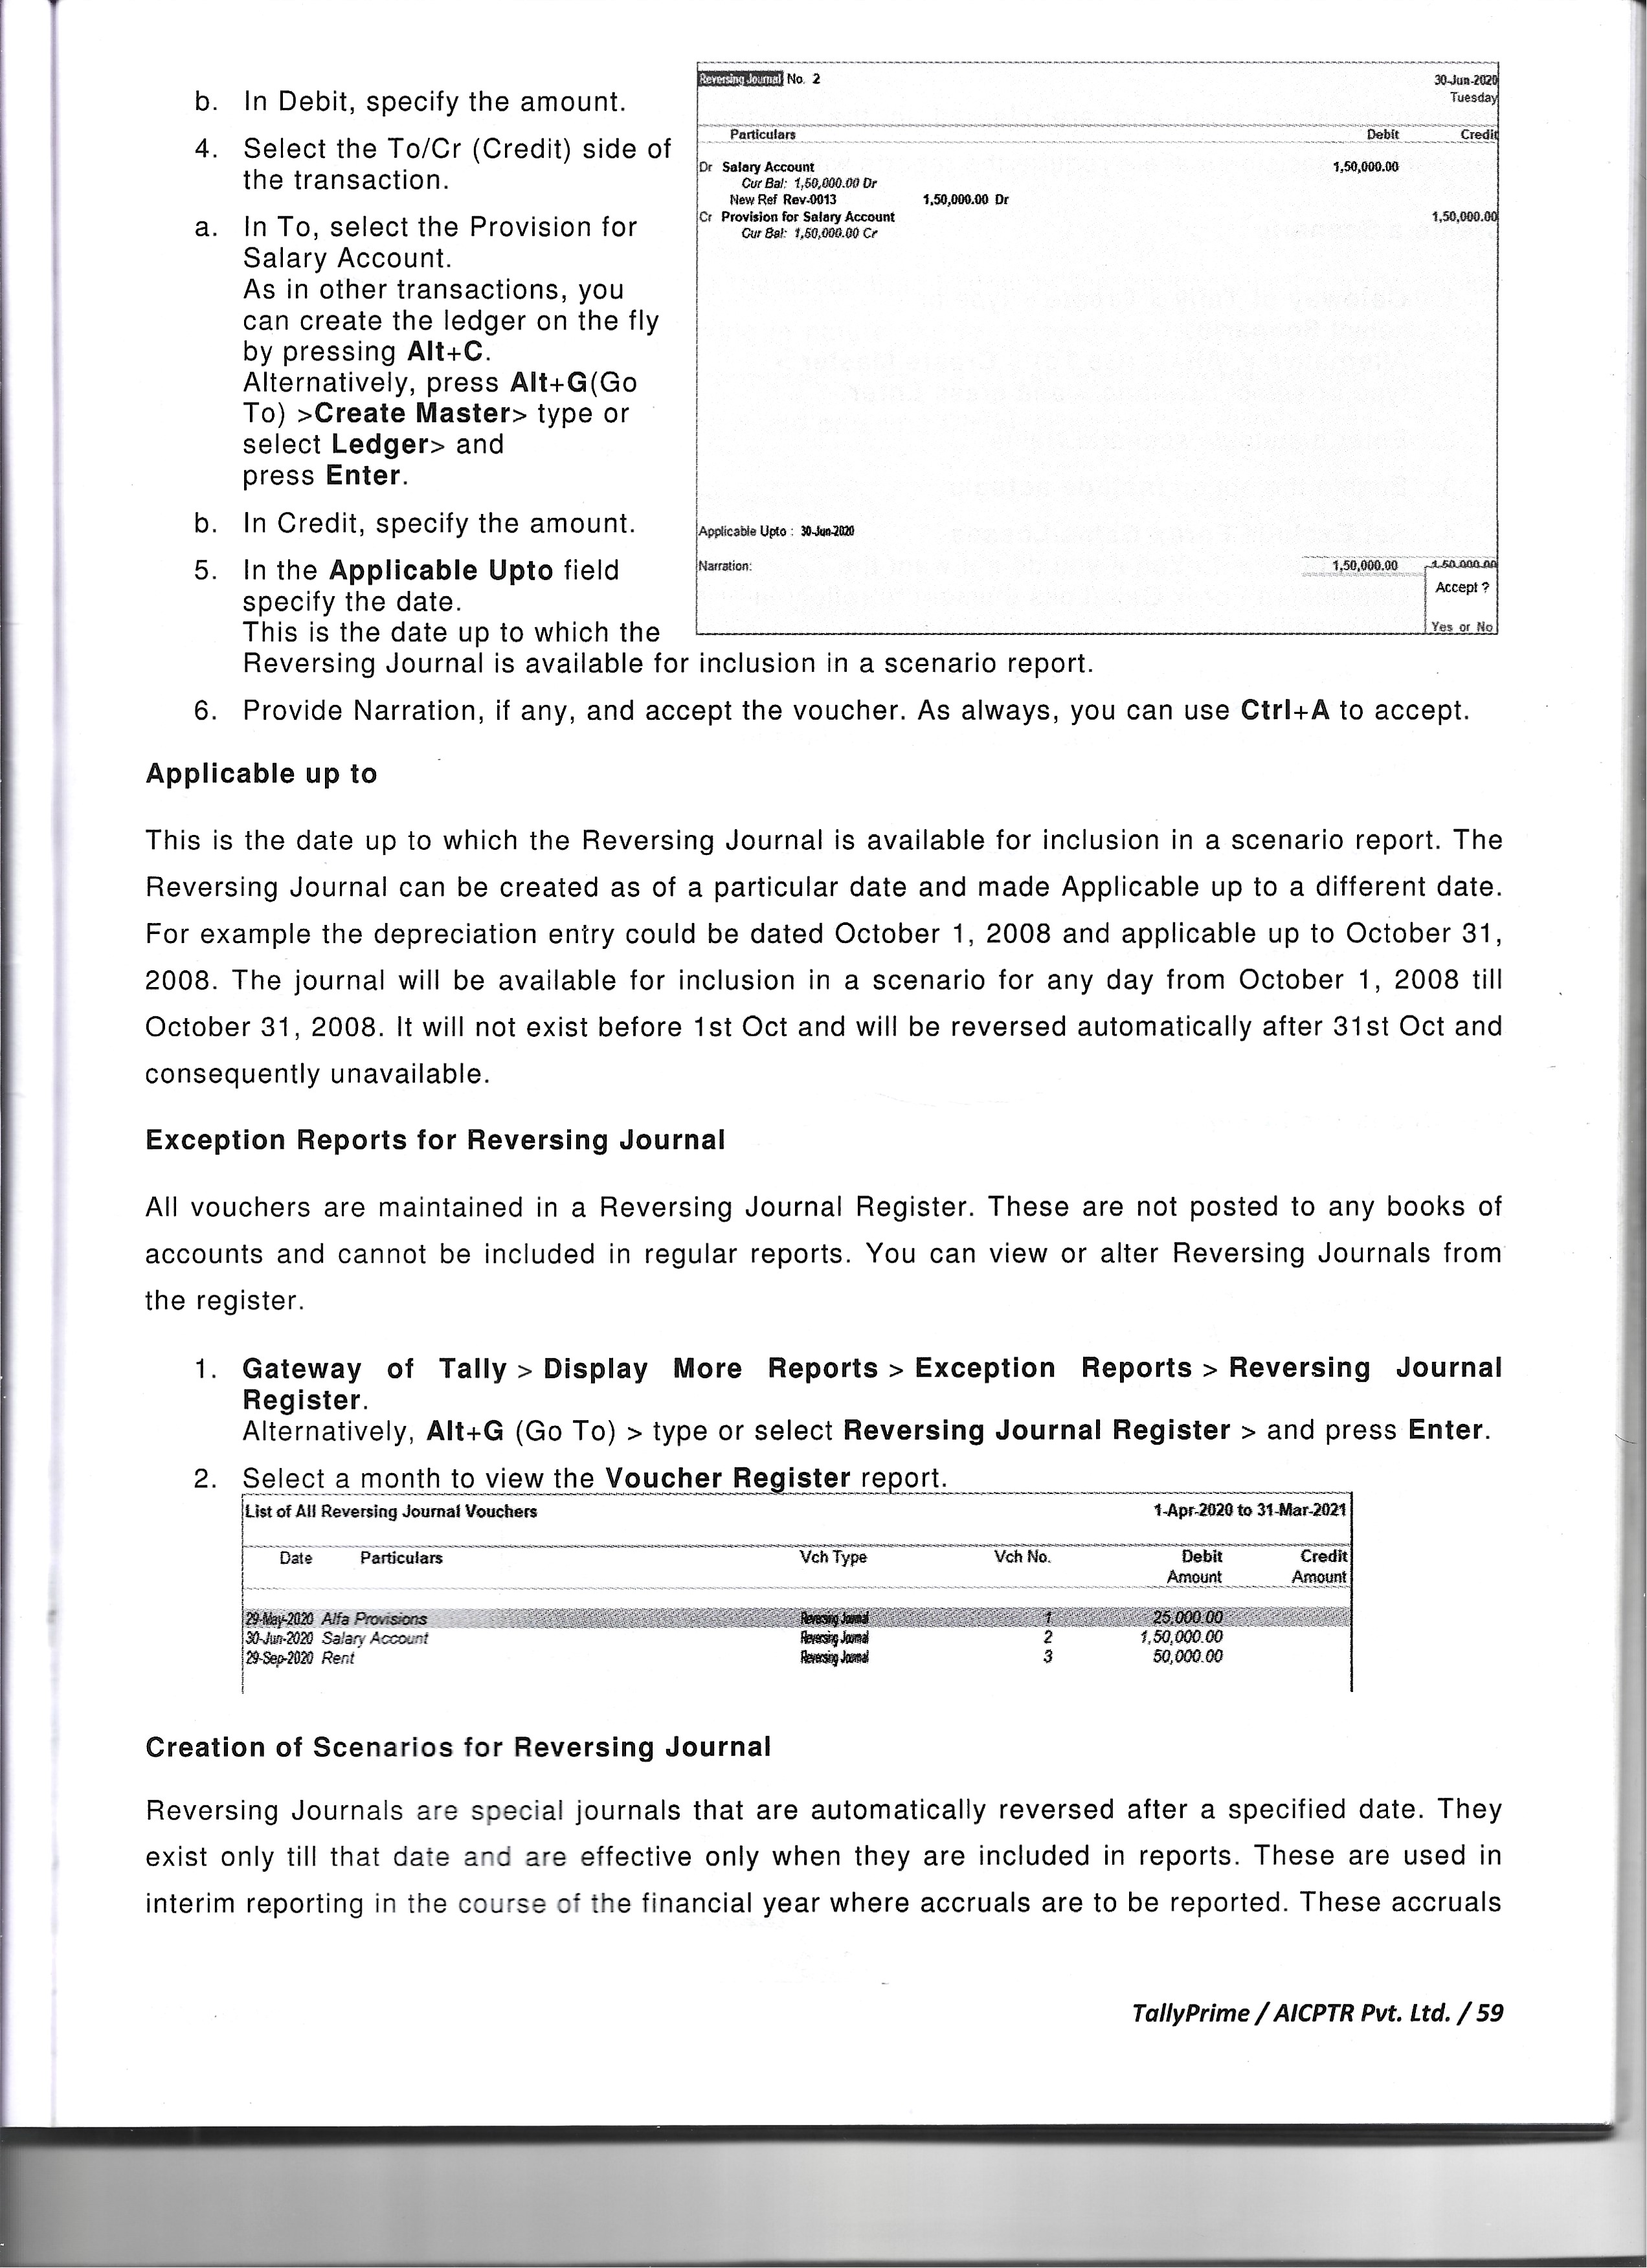 b. In Debit, specify the amount.
4. Select the To/Cr (Credit) side of
the transaction.
a. In To, select the Provision for
Salary Account.
As in other transactions, you
can create the ledger on the fly
by pressing Alt+C.
Alternatively, press Alt+G(Go
To) >Create Master> type or
select Ledger> and
press Enter.
b. In Credit, specify the amount.
5. In the Applicable Upto field
specify the date.
This is the date up to which the
Reversing Journal No. 2 30-Jun-2020
Tuesday
Particulars Debit Credit
Dr Salary Account 1,50,000.00
Cur Bal: 1,50,000.00 Dr
New Ref Rev-0013 1,50,000.00 Dr
Cr Provision for Salary Account 1,50,000.00
Cur Bal: 1,50,000.00 Cr
Applicable Upto : 30-Jun-2020
Narration: 1,50,000.00 1,50,000.00
Accept ?
Yes or No
Reversing Journal is available for inclusion in a scenario report.
6. Provide Narration, if any, and accept the voucher. As always, you can use Ctrl+A to accept.
Applicable up to
This is the date up to which the Reversing Journal is available for inclusion in a scenario report. The
Reversing Journal can be created as of a particular date and made Applicable up to a different date.
For example the depreciation entry could be dated October 1, 2008 and applicable up to October 31,
2008. The journal will be available for inclusion in a scenario for any day from October 1, 2008 till
October 31, 2008. It will not exist before 1st Oct and will be reversed automatically after 31st Oct and
consequently unavailable.
Exception Reports for Reversing Journal
All vouchers are maintained in a Reversing Journal Register. These are not posted to any books of
accounts and cannot be included in regular reports. You can view or alter Reversing Journals from
the register.
1. Gateway of Tally > Display More Reports > Exception Reports > Reversing Journal
Register.
Alternatively, Alt+G (Go To) > type or select Reversing Journal Register > and press Enter.
2. Select a month to view the Voucher Register report.
List of All Reversing Journal Vouchers 1-Apr-2020 to 31-Mar-2021
Date Particulars Vch Type Vch No. Debit Credit
Amount Amount
29-May-2020 Alfa Provisions Reversing Journal 1 25,000.00
30-Jun-2020 Salary Account Reversing Journal 2 1,50,000.00
29-Sep-2020 Rent Reversing Journal 3 50,000.00
Creation of Scenarios for Reversing Journal
Reversing Journals are special journals that are automatically reversed after a specified date. They
exist only till that date and are effective only when they are included in reports. These are used in
interim reporting in the course of the financial year where accruals are to be reported. These accruals
TallyPrime / AICPTR Pvt. Ltd. / 59